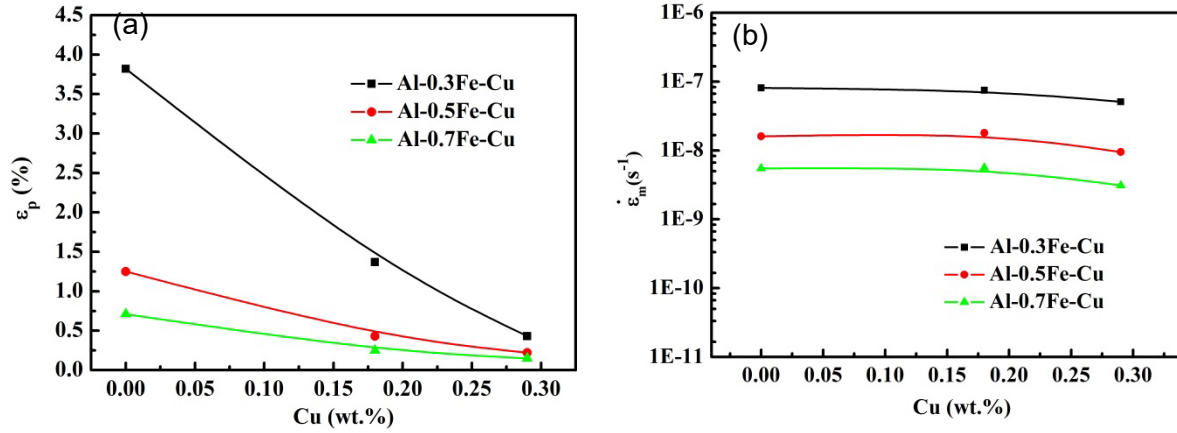 (a)
4.5
4.0
3.5
3.0
2.5
2.0
1.5
1.0
0.5
0.0
εp (%)
Al-0.3Fe-Cu
Al-0.5Fe-Cu
Al-0.7Fe-Cu
0.00 0.05 0.10 0.15 0.20 0.25 0.30
Cu (wt.%)
(b)
1E-6
1E-7
1E-8
1E-9
1E-10
1E-11
ε̇m(s-1)
Al-0.3Fe-Cu
Al-0.5Fe-Cu
Al-0.7Fe-Cu
0.00 0.05 0.10 0.15 0.20 0.25 0.30
Cu (wt.%)